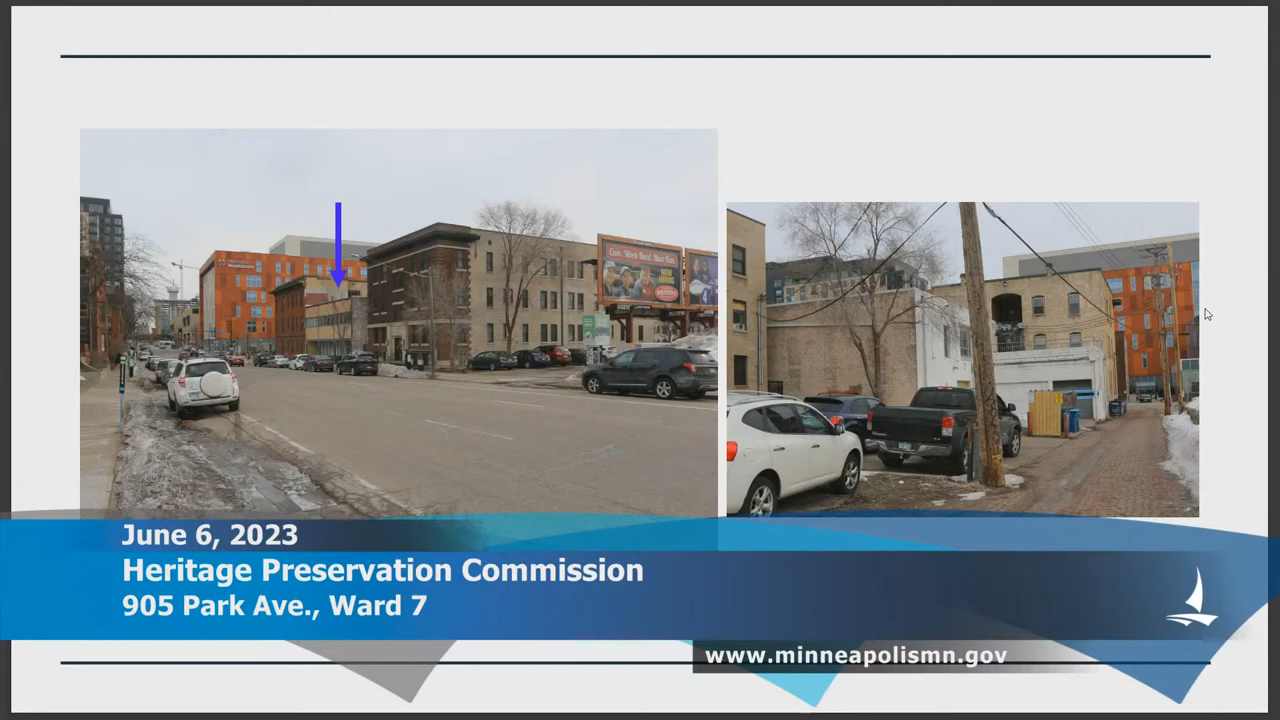 June 6, 2023
Heritage Preservation Commission
905 Park Ave., Ward 7
www.minneapolismn.gov